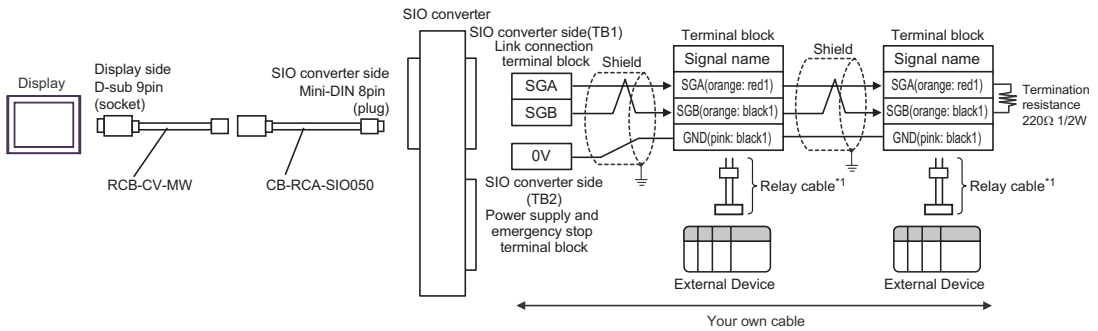 SIO converter
Display
Display side
D-sub 9pin
(socket)
SIO converter side
Mini-DIN 8pin
(plug)
RCB-CV-MW
CB-RCA-SIO050
SIO converter side(TB1)
Link connection
terminal block
SGA
SGB
0V
SIO converter side
(TB2)
Power supply and
emergency stop
terminal block
Shield
Terminal block
Signal name
SGA(orange: red1)
SGB(orange: black1)
GND(pink: black1)
Relay cable*1
External Device
Shield
Terminal block
Signal name
SGA(orange: red1)
SGB(orange: black1)
GND(pink: black1)
Relay cable*1
External Device
Termination
resistance
220Ω 1/2W
Your own cable